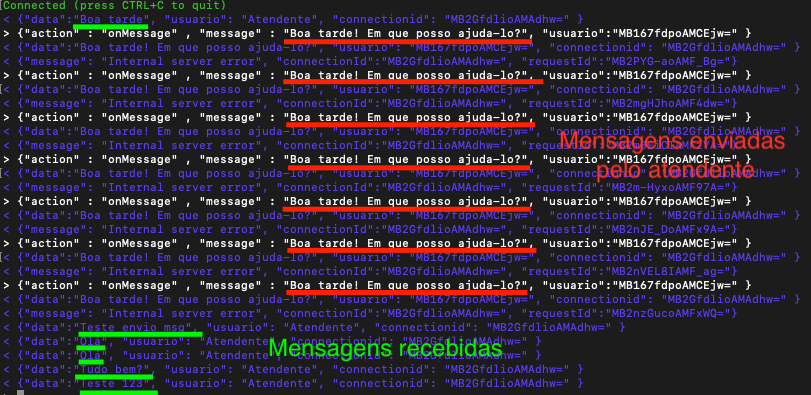 Connected (press CTRL+C to quit)
< {"data":"Boa tarde", "usuario": "Atendente", "connectionid": "MB2GfdlioAMAdhw=" }
> {"action" : "onMessage" , "message" : "Boa tarde! Em que posso ajuda-lo?", "usuario":"MB167fdpoAMCEjw=" }
< {"data":"Boa tarde! Em que posso ajuda-lo?", "usuario": "MB167fdpoAMCEjw=", "connectionid": "MB2GfdlioAMAdhw=" }
< {"message": "Internal server error", "connectionId":"MB2GfdlioAMAdhw=", "requestId":"MB2PYG-aoAMF_Bg="}
> {"action" : "onMessage" , "message" : "Boa tarde! Em que posso ajuda-lo?", "usuario":"MB167fdpoAMCEjw=" }
< {"data":"Boa tarde! Em que posso ajuda-lo?", "usuario": "MB167fdpoAMCEjw=", "connectionid": "MB2GfdlioAMAdhw=" }
< {"message": "Internal server error", "connectionId":"MB2GfdlioAMAdhw=", "requestId":"MB2mgHJhoAMF4dw="}
> {"action" : "onMessage" , "message" : "Boa tarde! Em que posso ajuda-lo?", "usuario":"MB167fdpoAMCEjw=" }
< {"data":"Boa tarde! Em que posso ajuda-lo?", "usuario": "MB167fdpoAMCEjw=", "connectionid": "MB2GfdlioAMAdhw=" }
< {"message": "Internal server error", "connectionId":"MB2GfdlioAMAdhw=",
Mensagens enviadas
pelo atendente
> {"action" : "onMessage" , "message" : "Boa tarde! Em que posso ajuda-lo?", "usuario":"MB167fdpoAMCEjw=" }
< {"data":"Boa tarde! Em que posso ajuda-lo?", "usuario": "MB167fdpoAMCEjw=", "connectionid": "MB2GfdlioAMAdhw=" }
< {"message": "Internal server error", "connectionId":"MB2GfdlioAMAdhw=", "requestId":"MB2m-HyxoAMF97A="}
> {"action" : "onMessage" , "message" : "Boa tarde! Em que posso ajuda-lo?", "usuario":"MB167fdpoAMCEjw=" }
< {"data":"Boa tarde! Em que posso ajuda-lo?", "usuario": "MB167fdpoAMCEjw=", "connectionid": "MB2GfdlioAMAdhw=" }
< {"message": "Internal server error", "connectionId":"MB2GfdlioAMAdhw=", "requestId":"MB2nJE_DoAMFx9A="}
> {"action" : "onMessage" , "message" : "Boa tarde! Em que posso ajuda-lo?", "usuario":"MB167fdpoAMCEjw=" }
< {"data":"Boa tarde! Em que posso ajuda-lo?", "usuario": "MB167fdpoAMCEjw=", "connectionid": "MB2GfdlioAMAdhw=" }
< {"message": "Internal server error", "connectionId":"MB2GfdlioAMAdhw=", "requestId":"MB2nVEL8IAMF_ag="}
> {"action" : "onMessage" , "message" : "Boa tarde! Em que posso ajuda-lo?", "usuario":"MB167fdpoAMCEjw=" }
< {"data":"Boa tarde! Em que posso ajuda-lo?", "usuario": "MB167fdpoAMCEjw=", "connectionid": "MB2GfdlioAMAdhw=" }
< {"message": "Internal server error", "connectionId":"MB2GfdlioAMAdhw=", "requestId":"MB2nzGucoAMFxWQ="}
< {"data":"Teste envio msg", "usuario": "Atendente", "connectionid": "MB2GfdlioAMAdhw=" }
< {"data":"Olá", "usuario": "Atendente", "connectionid": "MB2GfdlioAMAdhw=" }
Mensagens recebidas
< {"data":"Olá", "usuario": "Atendente", "connectionid": "MB2GfdlioAMAdhw=" }
< {"data":"Tudo bem?", "usuario": "Atendente", "connectionid": "MB2GfdlioAMAdhw=" }
< {"data":"Teste 123", "usuario": "Atendente", "connectionid": "MB2GfdlioAMAdhw=" }
>